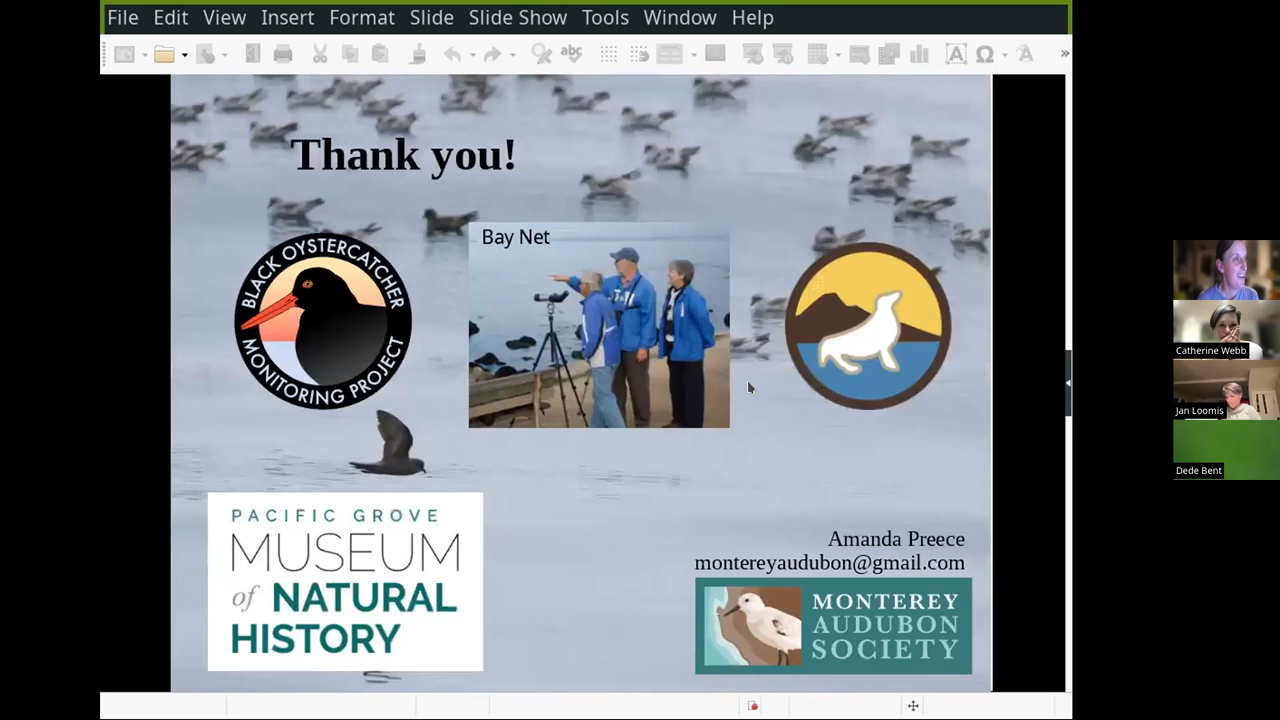 File Edit View Insert Format Slide Slide Show Tools Window Help
abc
Thank you!
BLACK OYSTERCATCHER
MONITORING PROJECT
Bay Net
PACIFIC GROVE
MUSEUM
of NATURAL
HISTORY
Amanda Preece
montereyaudubon@gmail.com
MONTEREY
AUDUBON
SOCIETY
Catherine Webb
Jan Loomis
Dede Bent